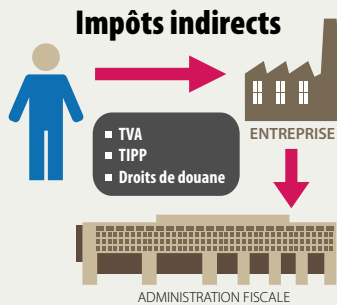 Impôts indirects
TVA
TIPP
Droits de douane
ENTREPRISE
ADMINISTRATION FISCALE